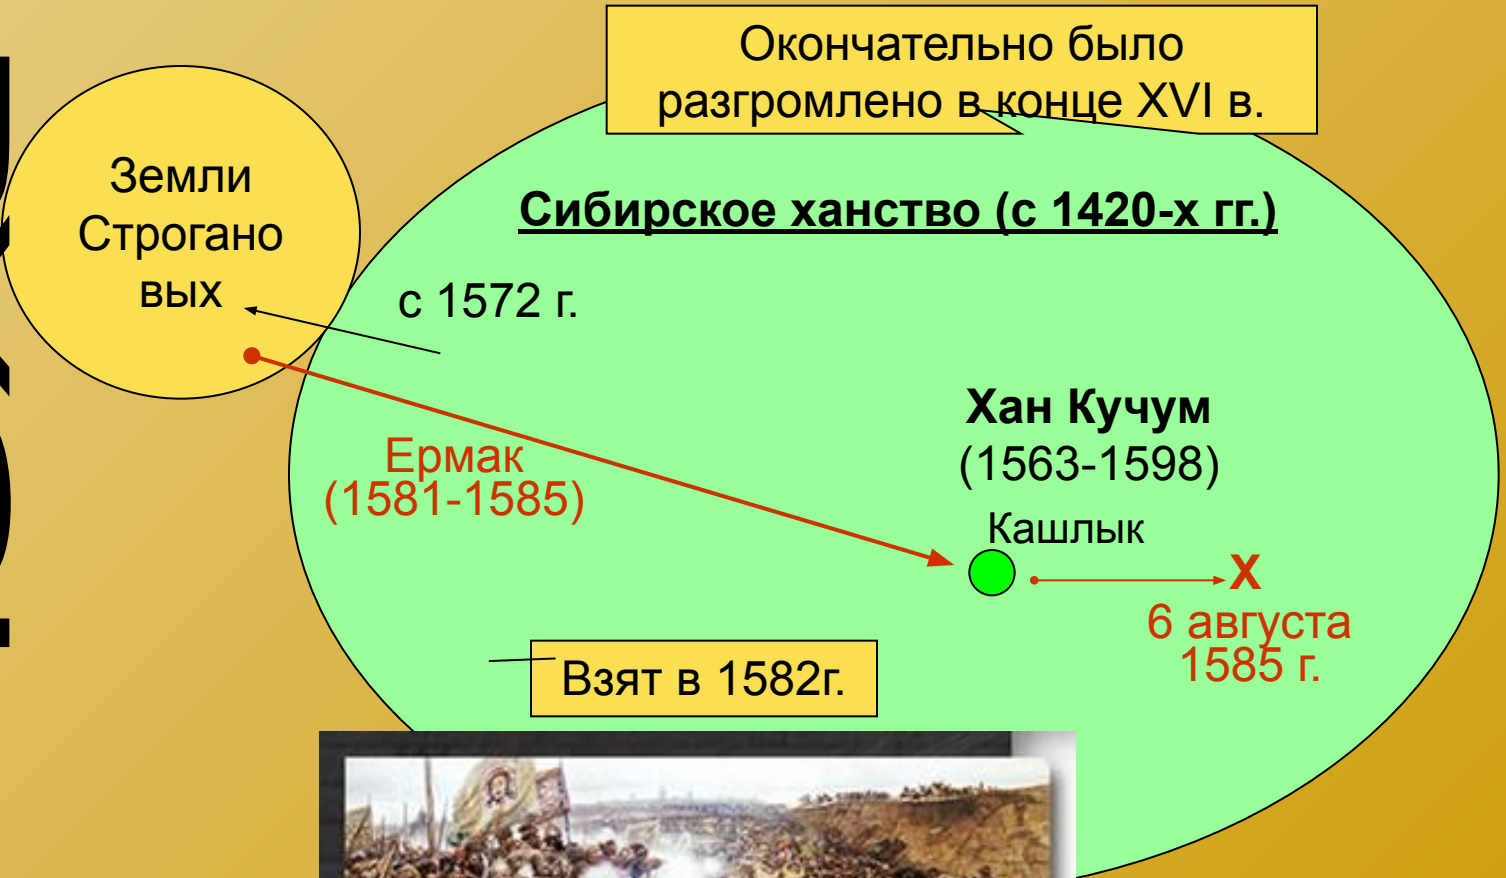 Окончательно было
разгромлено в конце XVI в.
Земли
Строгано
вых
Сибирское ханство (с 1420-х гг.)
с 1572 г.
Хан Кучум
(1563-1598)
Ермак
(1581-1585)
Кашлык
Х
6 августа
1585 г.
Взят в 1582г.